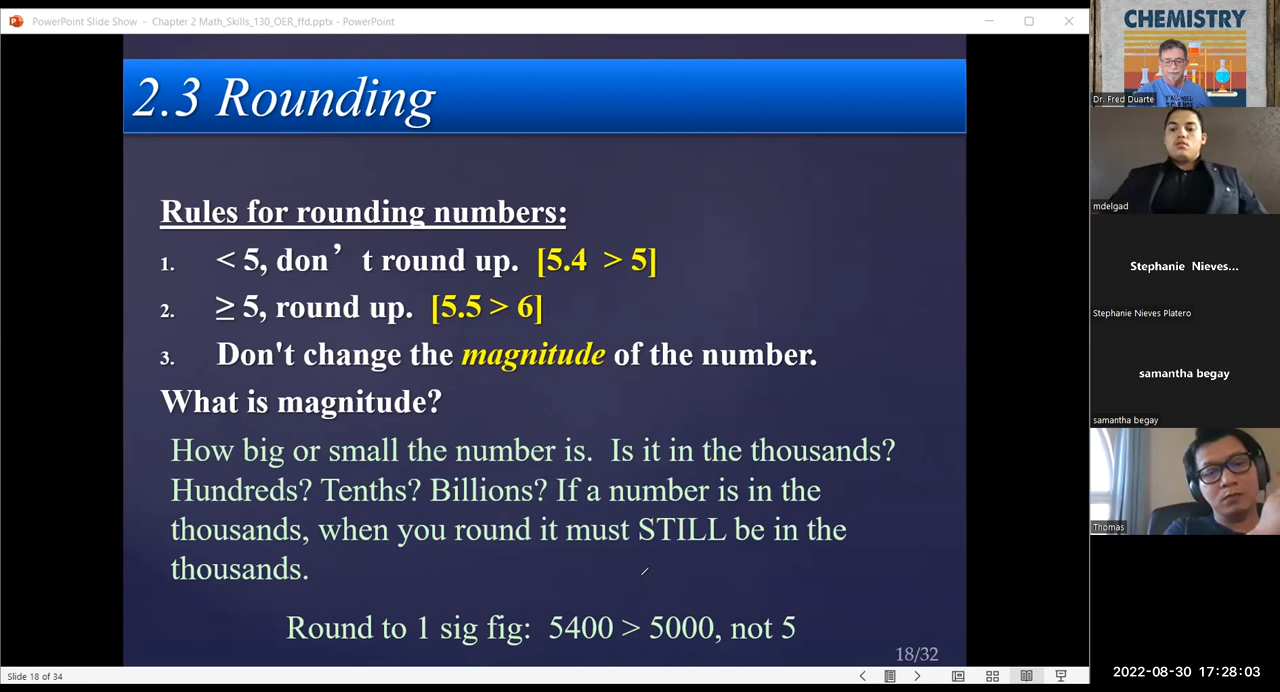 PowerPoint Slide Show - Chapter 2 Math_Skills_130_OER_ffd.pptx - PowerPoint
2.3 Rounding
Rules for rounding numbers:
1. < 5, don’ t round up. [5.4 > 5]
2. ≥ 5, round up. [5.5 > 6]
3. Don't change the magnitude of the number.
What is magnitude?
How big or small the number is. Is it in the thousands?
Hundreds? Tenths? Billions? If a number is in the
thousands, when you round it must STILL be in the
thousands.
Round to 1 sig fig: 5400 > 5000, not 5
18/32
Slide 18 of 34
CHEMISTRY
Dr. Fred Duarte
mdelgad
Stephanie Nieves...
Stephanie Nieves Platero
samantha begay
samantha begay
Thomas
2022-08-30 17:28:03